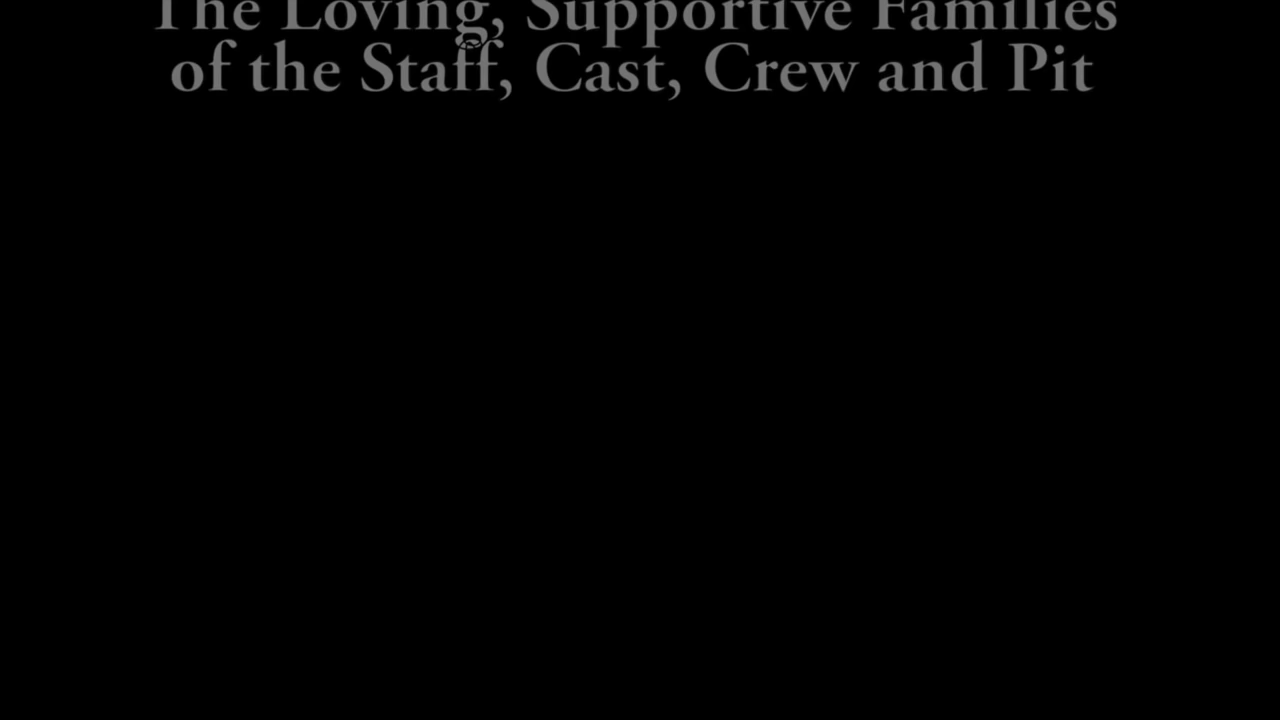 The Loving, Supportive Families
of the Staff, Cast, Crew and Pit